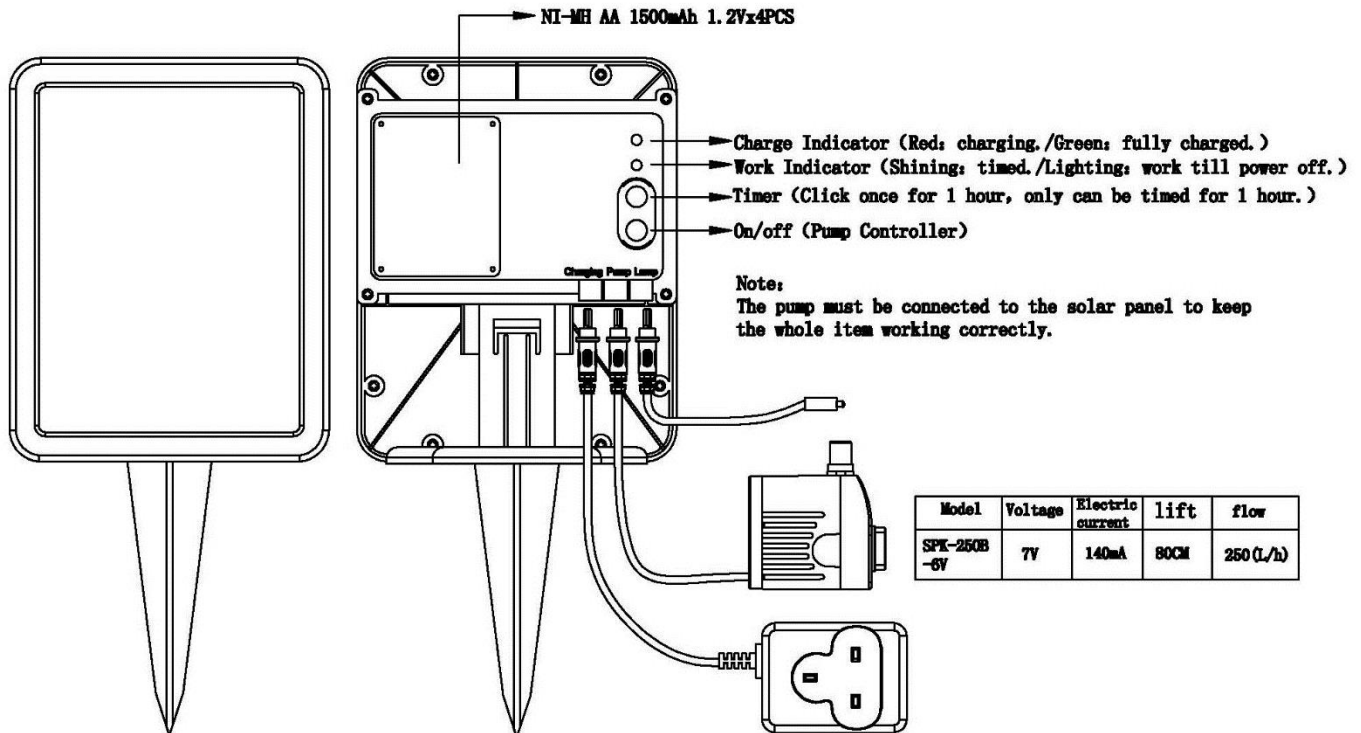 NI-MH AA 1500mAh 1.2Vx4PCS
Charge Indicator (Red: charging./Green: fully charged.)
Work Indicator (Shining: timed./Lighting: work till power off.)
Timer (Click once for 1 hour, only can be timed for 1 hour.)
On/off (Pump Controller)
Charging Pump Lamp
Note:
The pump must be connected to the solar panel to keep
the whole item working correctly.
Model Voltage Electric current lift flow
SPK-250B-6V 7V 140mA 80CM 250(L/h)